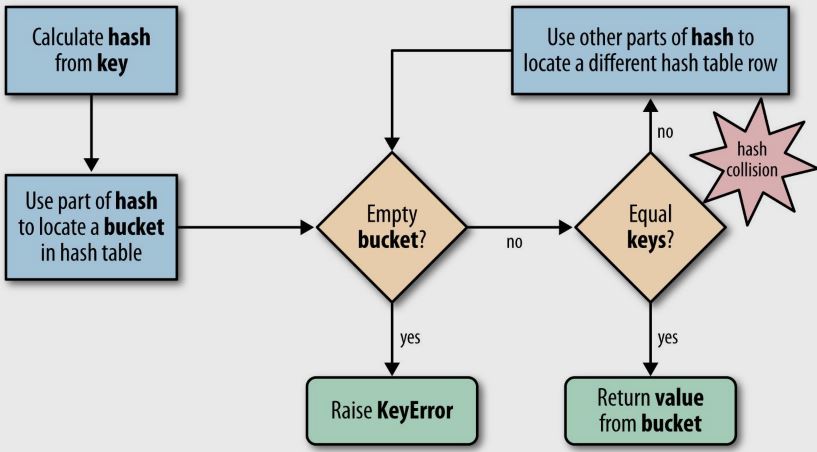 Calculate hash
from key
Use part of hash
to locate a bucket
in hash table
Empty
bucket?
no
yes
Raise KeyError
Equal
keys?
no
yes
Return value
from bucket
Use other parts of hash to
locate a different hash table row
hash
collision